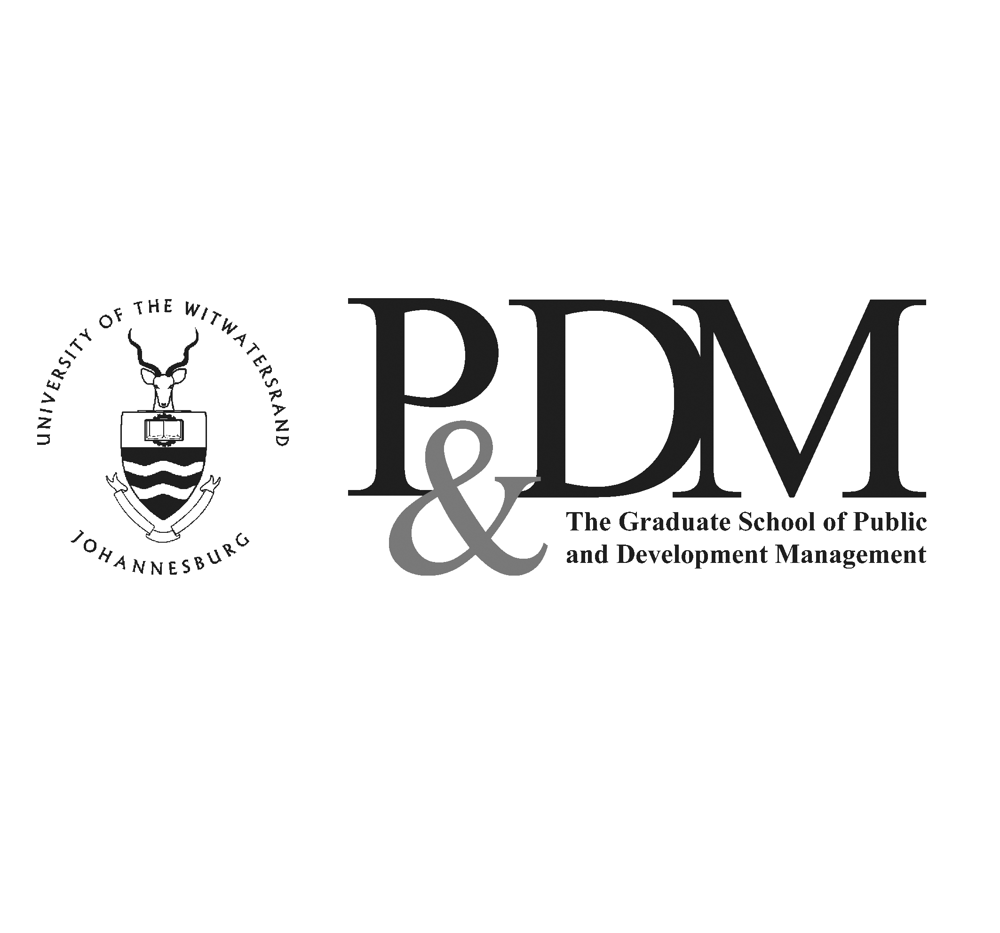 UNIVERSITY OF THE WITWATERSRAND
JOHANNESBURG
P&DM
The Graduate School of Public
and Development Management